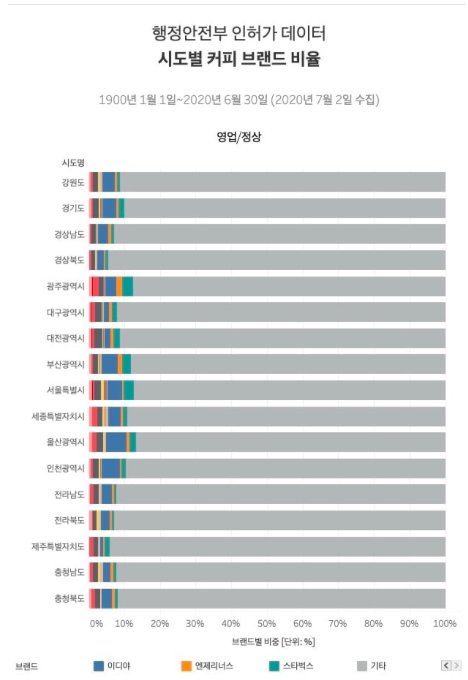 행정안전부 인허가 데이터
시도별 커피 브랜드 비율
1900년 1월 1일~2020년 6월 30일 (2020년 7월 2일 수집)
영업/정상
시도명
강원도
경기도
경상남도
경상북도
광주광역시
대구광역시
대전광역시
부산광역시
서울특별시
세종특별자치시
울산광역시
인천광역시
전라남도
전라북도
제주특별자치도
충청남도
충청북도
0% 10% 20% 30% 40% 50% 60% 70% 80% 90% 100%
브랜드별 비중 [단위: %]
브랜드 이디야 엔제리너스 스타벅스 기타